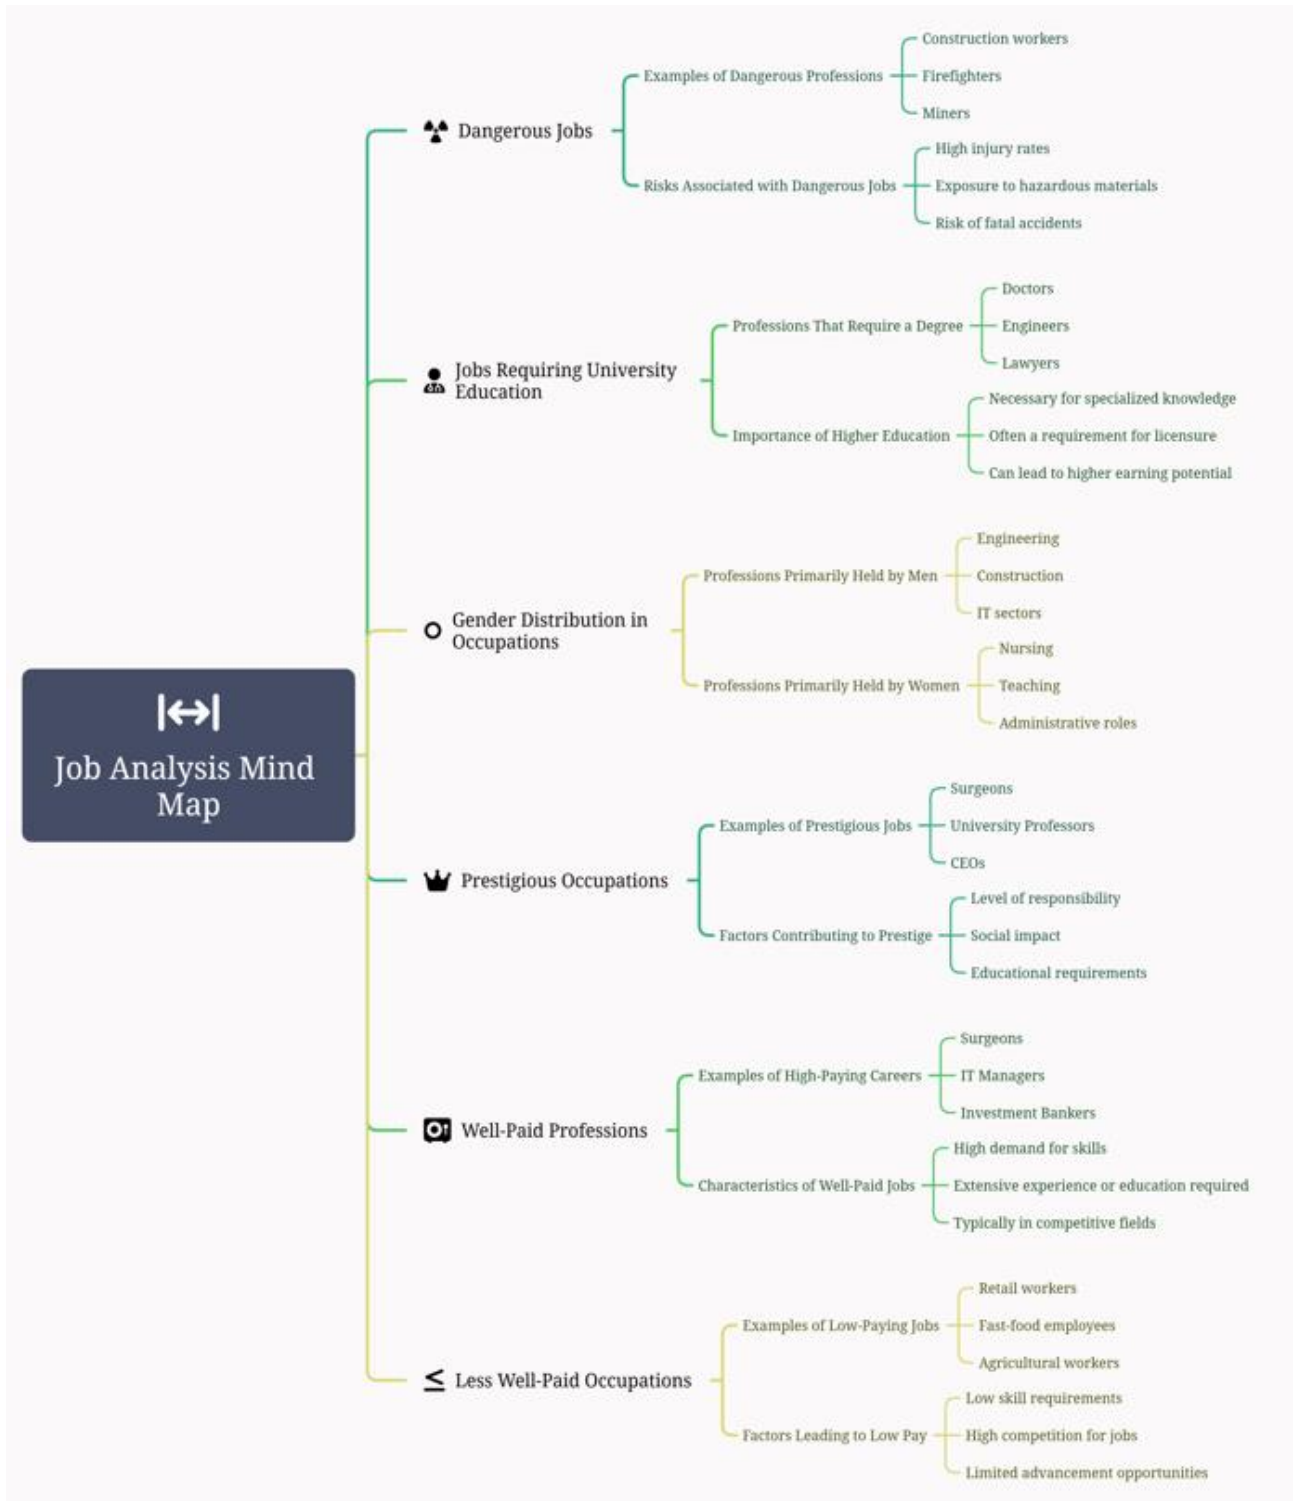 Job Analysis Mind
Map
Dangerous Jobs
Examples of Dangerous Professions
Construction workers
Firefighters
Miners
Risks Associated with Dangerous Jobs
High injury rates
Exposure to hazardous materials
Risk of fatal accidents
Jobs Requiring University
Education
Professions That Require a Degree
Doctors
Engineers
Lawyers
Importance of Higher Education
Necessary for specialized knowledge
Often a requirement for licensure
Can lead to higher earning potential
Gender Distribution in
Occupations
Professions Primarily Held by Men
Engineering
Construction
IT sectors
Professions Primarily Held by Women
Nursing
Teaching
Administrative roles
Prestigious Occupations
Examples of Prestigious Jobs
Surgeons
University Professors
CEOs
Factors Contributing to Prestige
Level of responsibility
Social impact
Educational requirements
Well-Paid Professions
Examples of High-Paying Careers
Surgeons
IT Managers
Investment Bankers
Characteristics of Well-Paid Jobs
High demand for skills
Extensive experience or education required
Typically in competitive fields
Less Well-Paid Occupations
Examples of Low-Paying Jobs
Retail workers
Fast-food employees
Agricultural workers
Factors Leading to Low Pay
Low skill requirements
High competition for jobs
Limited advancement opportunities